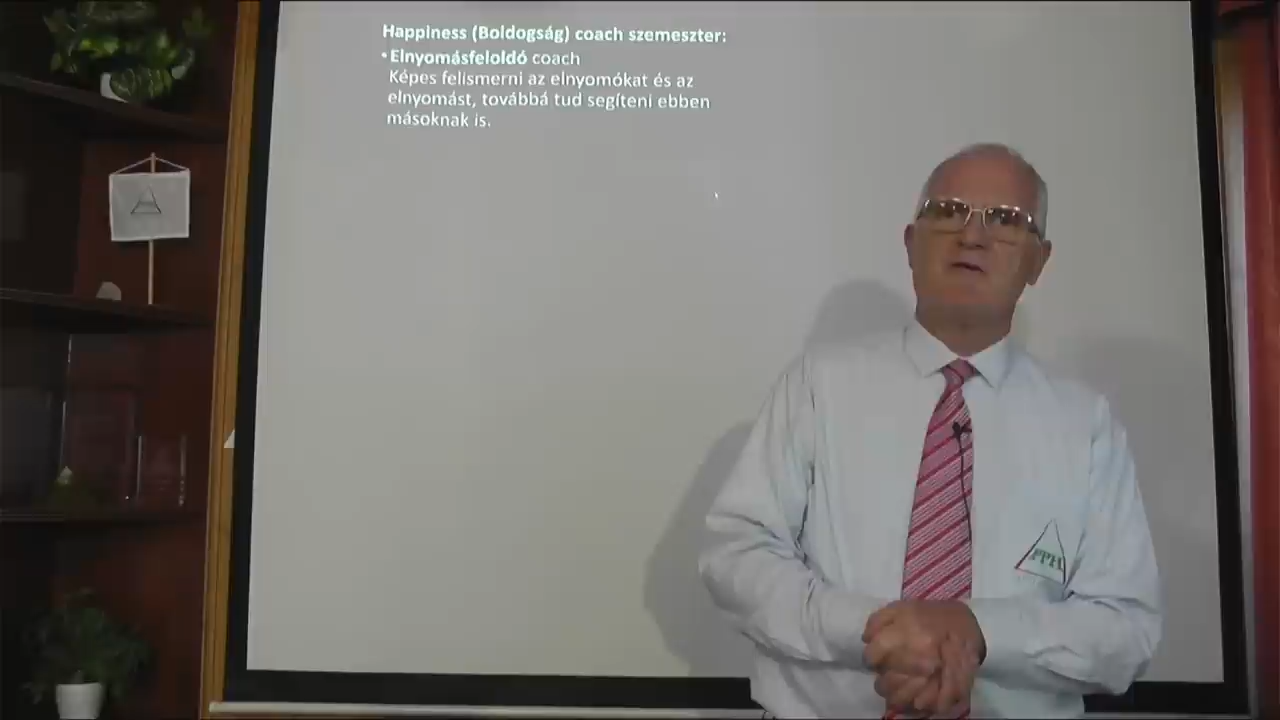 Happiness (Boldogság) coach szemeszter:
• Elnyomásfeloldó coach
Képes felismerni az elnyomókat és az
elnyomást, továbbá tud segíteni ebben
másoknak is.
PPH